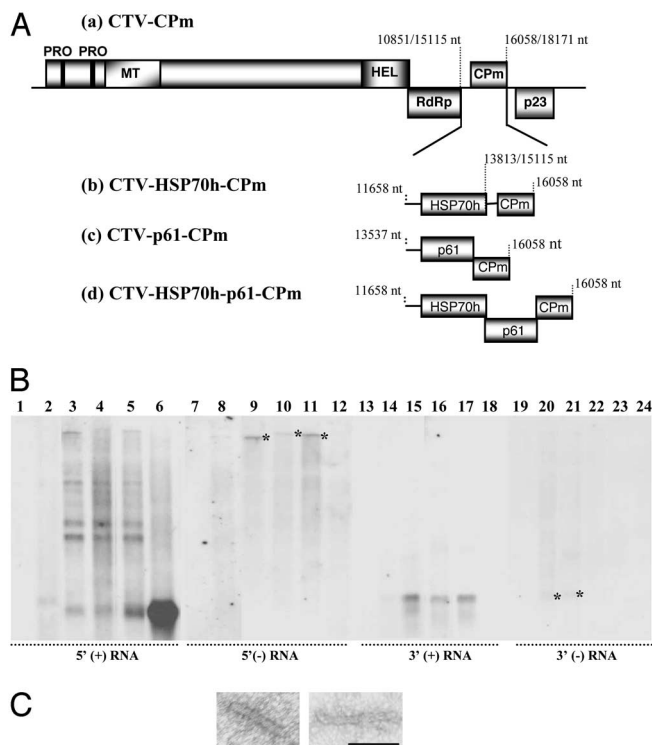 A
(a) CTV-CPm
10851/15115 nt
16058/18171 nt
PRO PRO
MT
HEL
CPm
RdRp
p23
13813/15115 nt
(b) CTV-HSP70h-CPm
11658 nt
16058 nt
HSP70h
CPm
(c) CTV-p61-CPm
13537 nt
16058 nt
p61
CPm
(d) CTV-HSP70h-p61-CPm
11658 nt
16058 nt
HSP70h
CPm
p61
B
1 2 3 4 5 6 7 8 9 10 11 12 13 14 15 16 17 18 19 20 21 22 23 24
* * *
* *
5' (+) RNA 5'(-) RNA 3' (+) RNA 3' (-) RNA
C